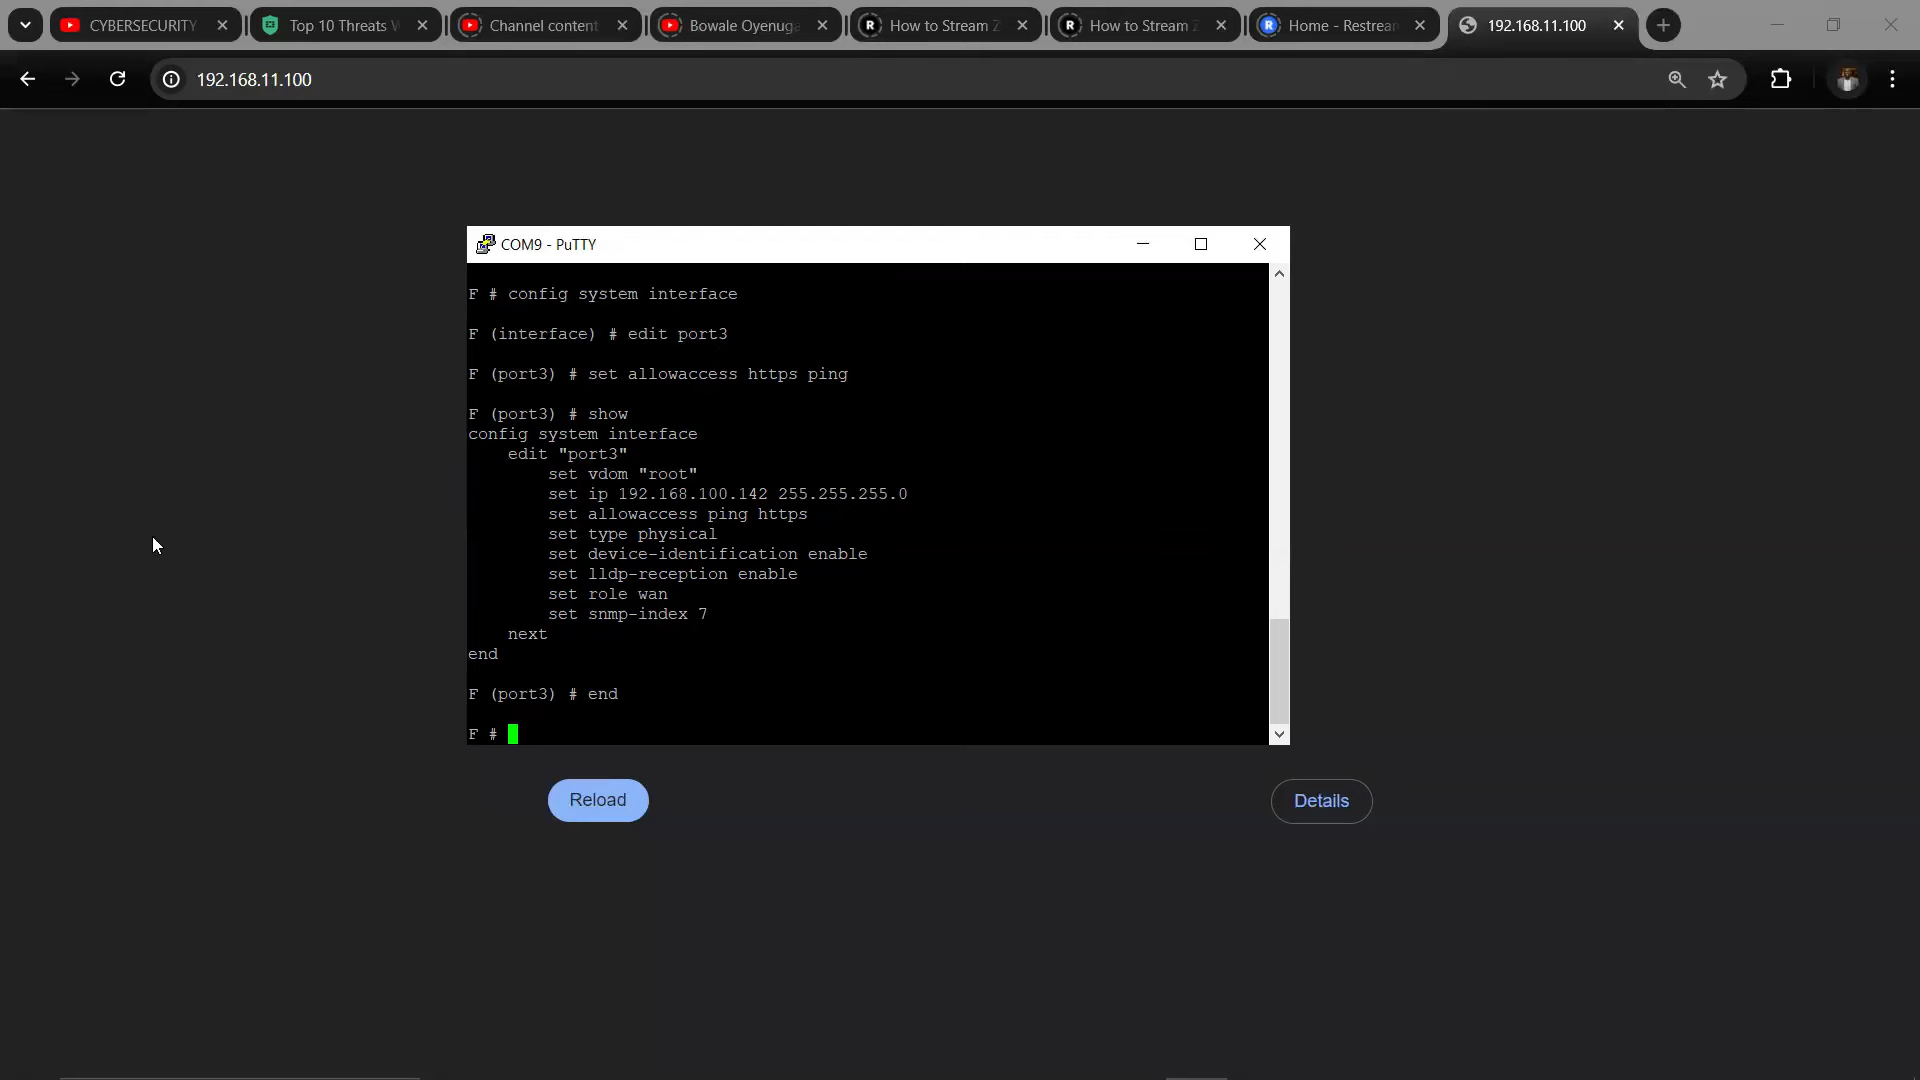 CYBERSECURITY
Top 10 Threats
Channel content
Bowale Oyenuga
How to Stream
How to Stream
Home - Restream
192.168.11.100
192.168.11.100
COM9 - PuTTY
F # config system interface
F (interface) # edit port3
F (port3) # set allowaccess https ping
F (port3) # show
config system interface
edit "port3"
set vdom "root"
set ip 192.168.100.142 255.255.255.0
set allowaccess ping https
set type physical
set device-identification enable
set lldp-reception enable
set role wan
set snmp-index 7
next
end
F (port3) # end
F #
Reload
Details